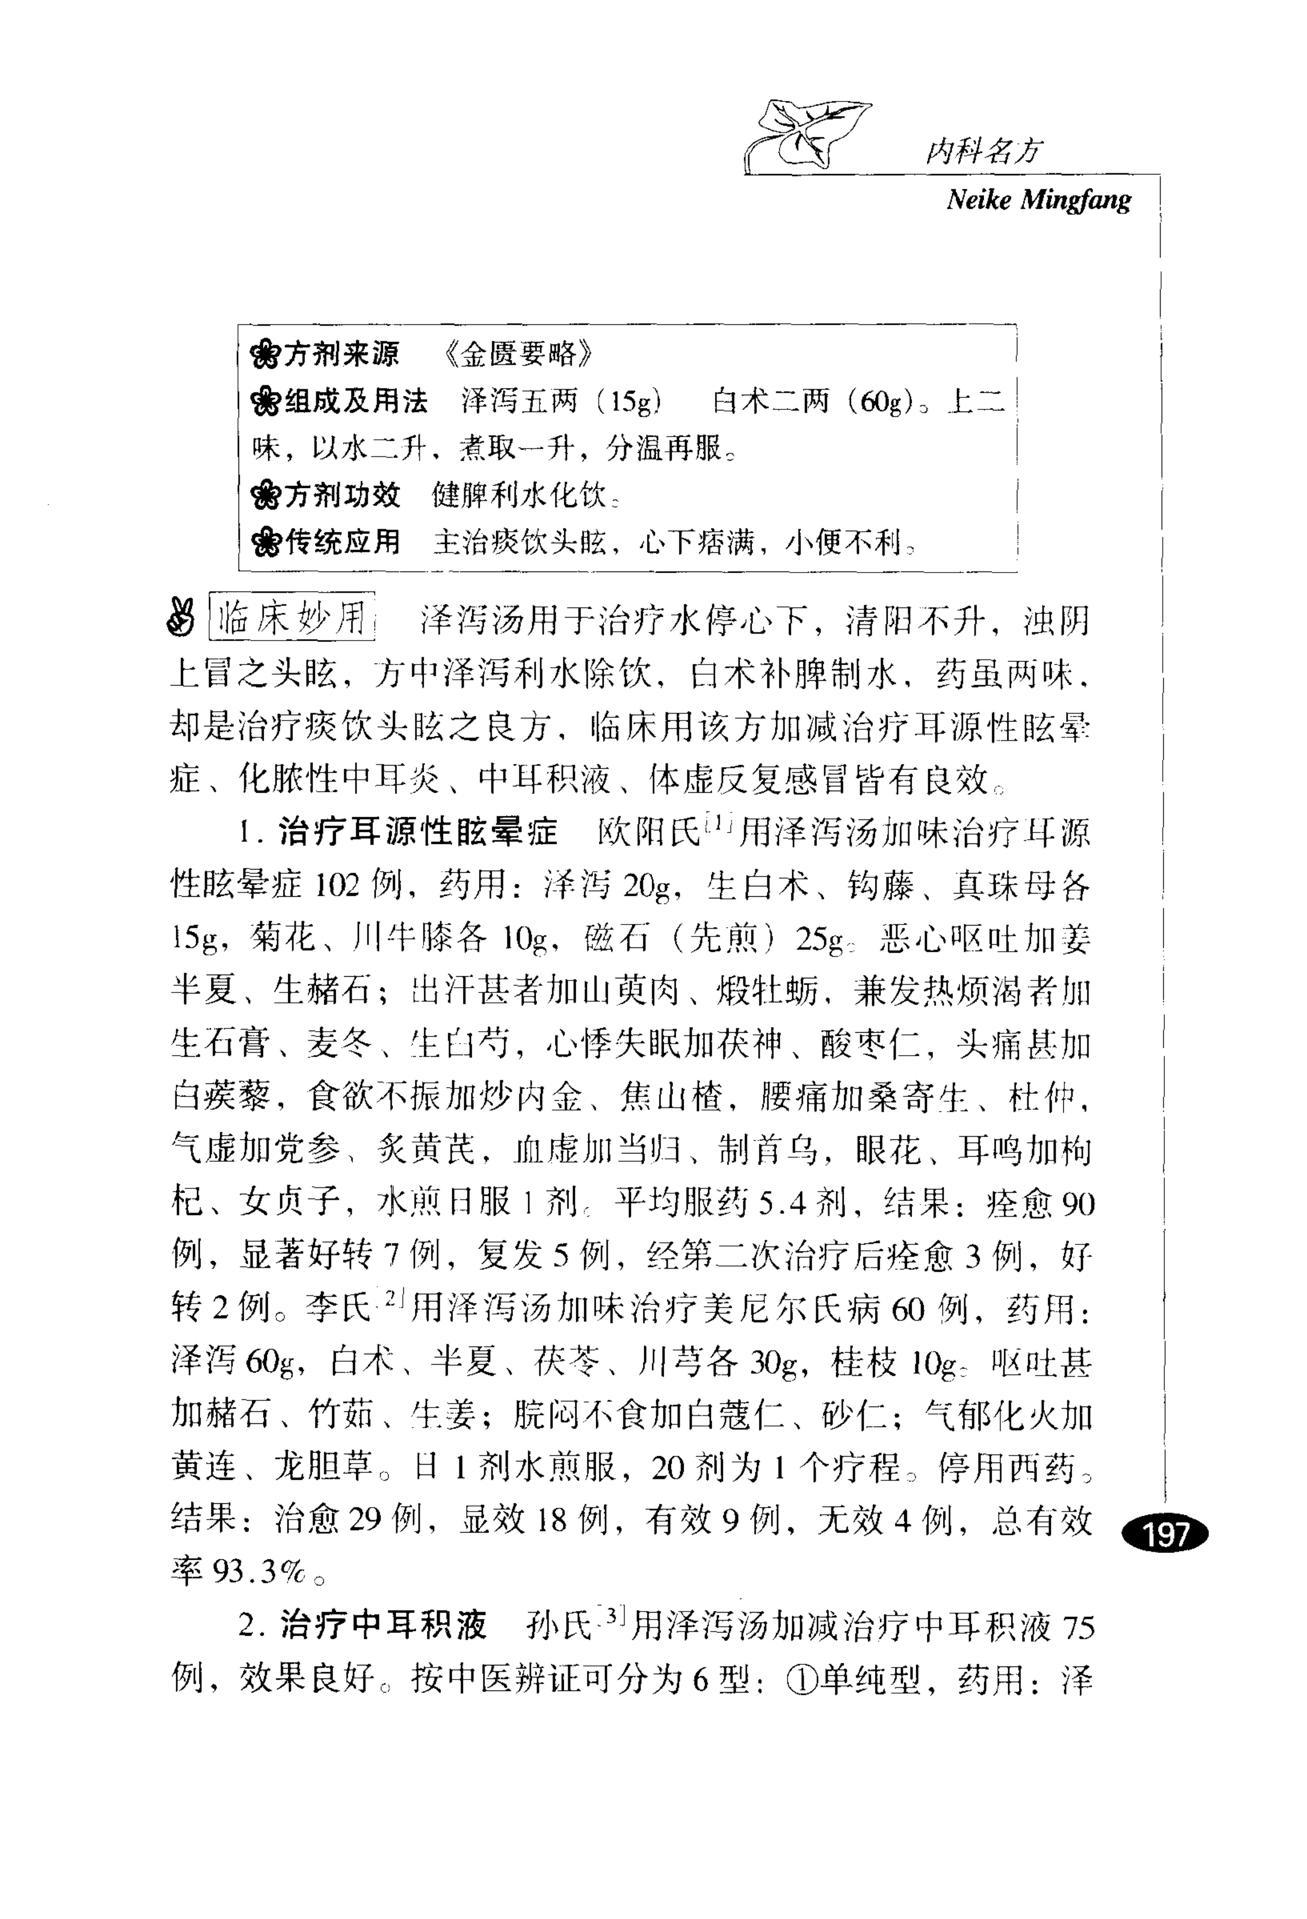 内科名方
Neike Mingfang
方剂来源 《金匮要略》
组成及用法 泽泻五两（15g） 白术二两（60g）。上二
味，以水二升，煮取一升，分温再服。
方剂功效 健脾利水化饮。
传统应用 主治痰饮头眩，心下痞满，小便不利。
临床妙用 泽泻汤用于治疗水停心下，清阳不升，浊阴
上冒之头眩，方中泽泻利水除饮，白术补脾制水，药虽两味，
却是治疗痰饮头眩之良方，临床用该方加减治疗耳源性眩晕
症、化脓性中耳炎、中耳积液、体虚反复感冒皆有良效。
1. 治疗耳源性眩晕症 欧阳氏[1]用泽泻汤加味治疗耳源
性眩晕症 102 例，药用：泽泻 20g，生白术、钩藤、真珠母各
15g，菊花、川牛膝各 10g，磁石（先煎）25g。恶心呕吐加姜
半夏、生赭石；出汗甚者加山萸肉、煅牡蛎，兼发热烦渴者加
生石膏、麦冬、生白芍，心悸失眠加茯神、酸枣仁，头痛甚加
白蒺藜，食欲不振加炒内金、焦山楂，腰痛加桑寄生、杜仲，
气虚加党参、炙黄芪，血虚加当归、制首乌，眼花、耳鸣加枸
杞、女贞子，水煎日服 1 剂。平均服药 5.4 剂，结果：痊愈 90
例，显著好转 7 例，复发 5 例，经第二次治疗后痊愈 3 例，好
转 2 例。李氏[2]用泽泻汤加味治疗美尼尔氏病 60 例，药用：
泽泻 60g，白术、半夏、茯苓、川芎各 30g，桂枝 10g。呕吐甚
加赭石、竹茹、生姜；脘闷不食加白蔻仁、砂仁；气郁化火加
黄连、龙胆草。日 1 剂水煎服，20 剂为 1 个疗程。停用西药。
结果：治愈 29 例，显效 18 例，有效 9 例，无效 4 例，总有效
率 93.3%。
197
2. 治疗中耳积液 孙氏[3]用泽泻汤加减治疗中耳积液 75
例，效果良好。按中医辨证可分为 6 型：①单纯型，药用：泽